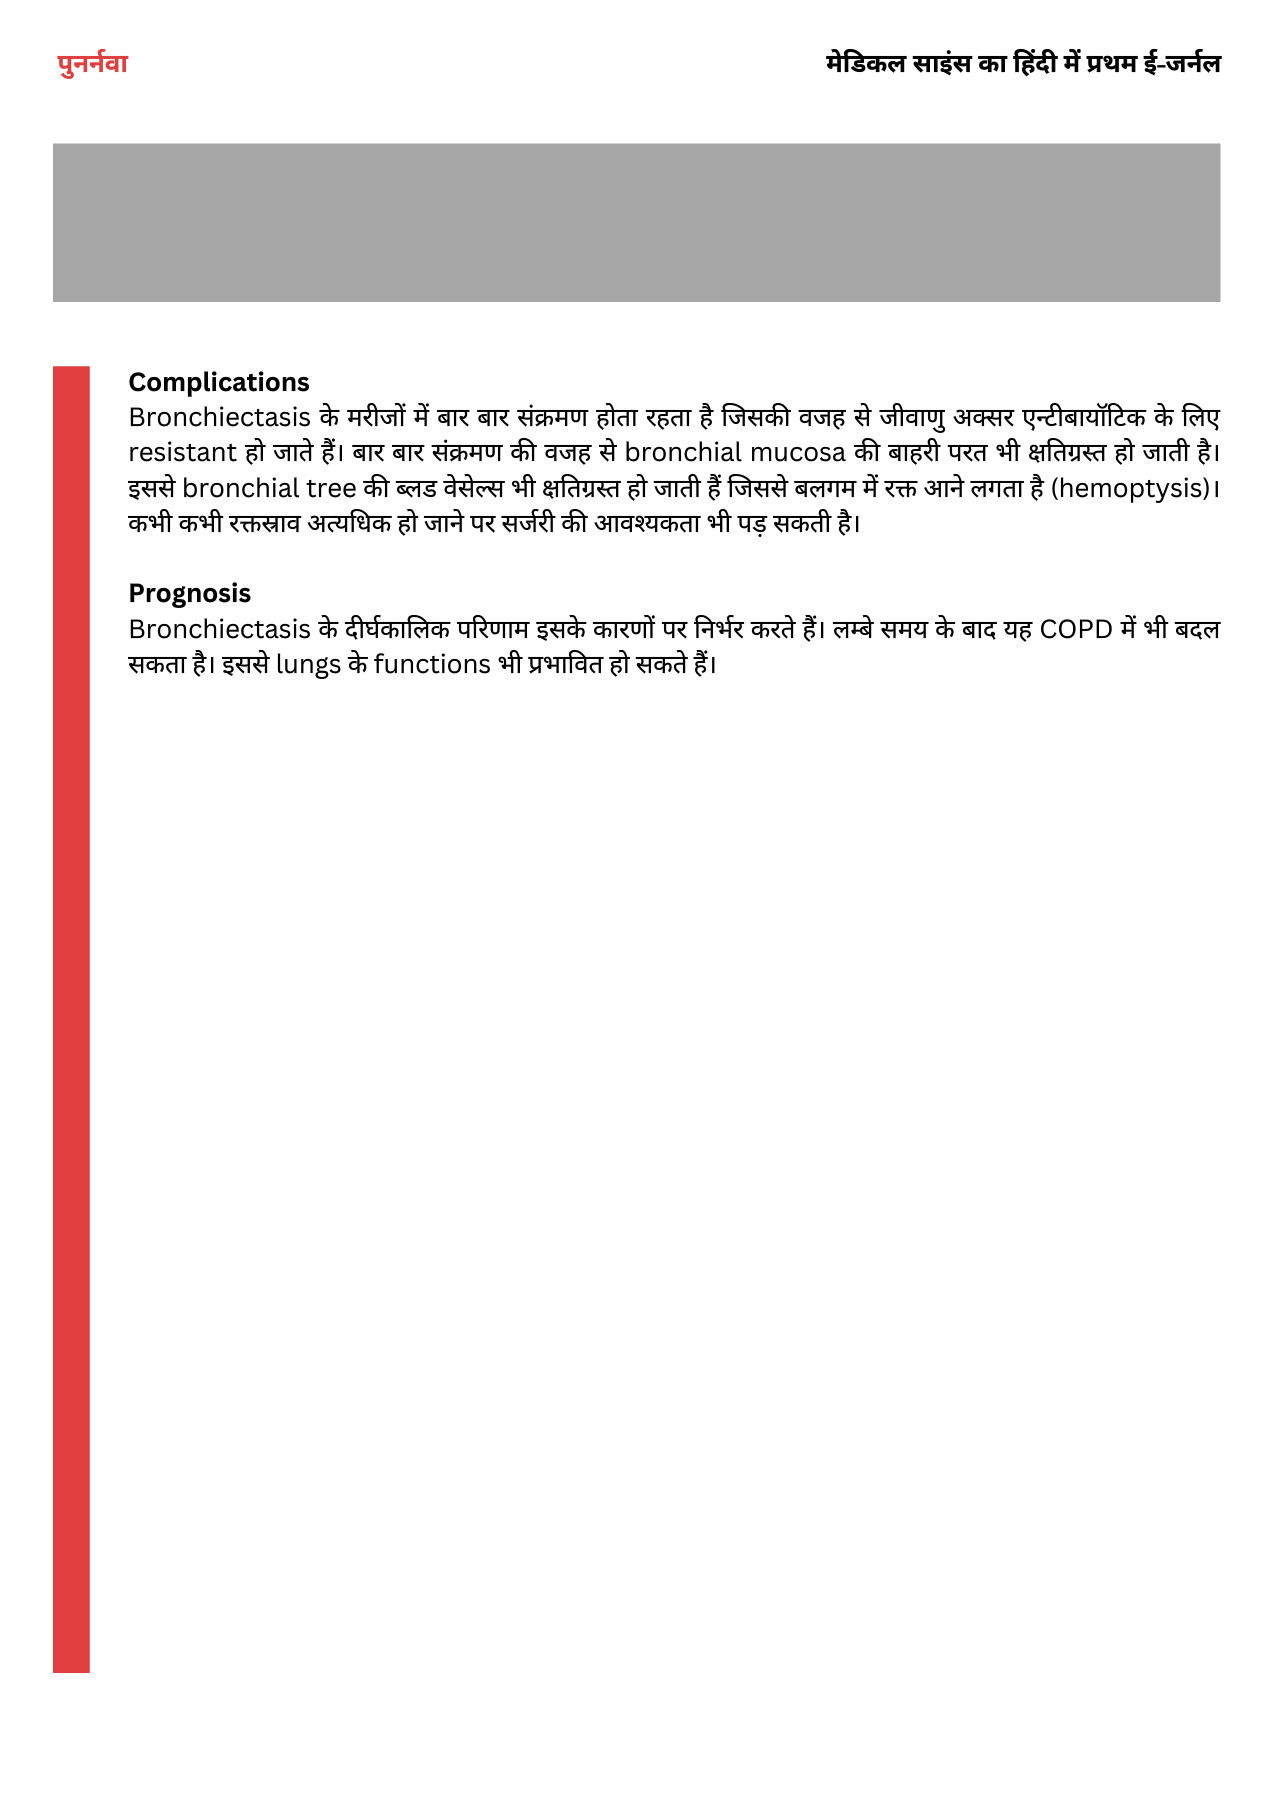 पुनर्नवा
मेडिकल साइंस का हिंदी में प्रथम ई-जर्नल
Complications
Bronchiectasis के मरीजों में बार बार संक्रमण होता रहता है जिसकी वजह से जीवाणु अक्सर एन्टीबायॉटिक के लिए
resistant हो जाते हैं। बार बार संक्रमण की वजह से bronchial mucosa की बाहरी परत भी क्षतिग्रस्त हो जाती है।
इससे bronchial tree की ब्लड वेसेल्स भी क्षतिग्रस्त हो जाती हैं जिससे बलगम में रक्त आने लगता है (hemoptysis)।
कभी कभी रक्तस्राव अत्यधिक हो जाने पर सर्जरी की आवश्यकता भी पड़ सकती है।
Prognosis
Bronchiectasis के दीर्घकालिक परिणाम इसके कारणों पर निर्भर करते हैं। लम्बे समय के बाद यह COPD में भी बदल
सकता है। इससे lungs के functions भी प्रभावित हो सकते हैं।